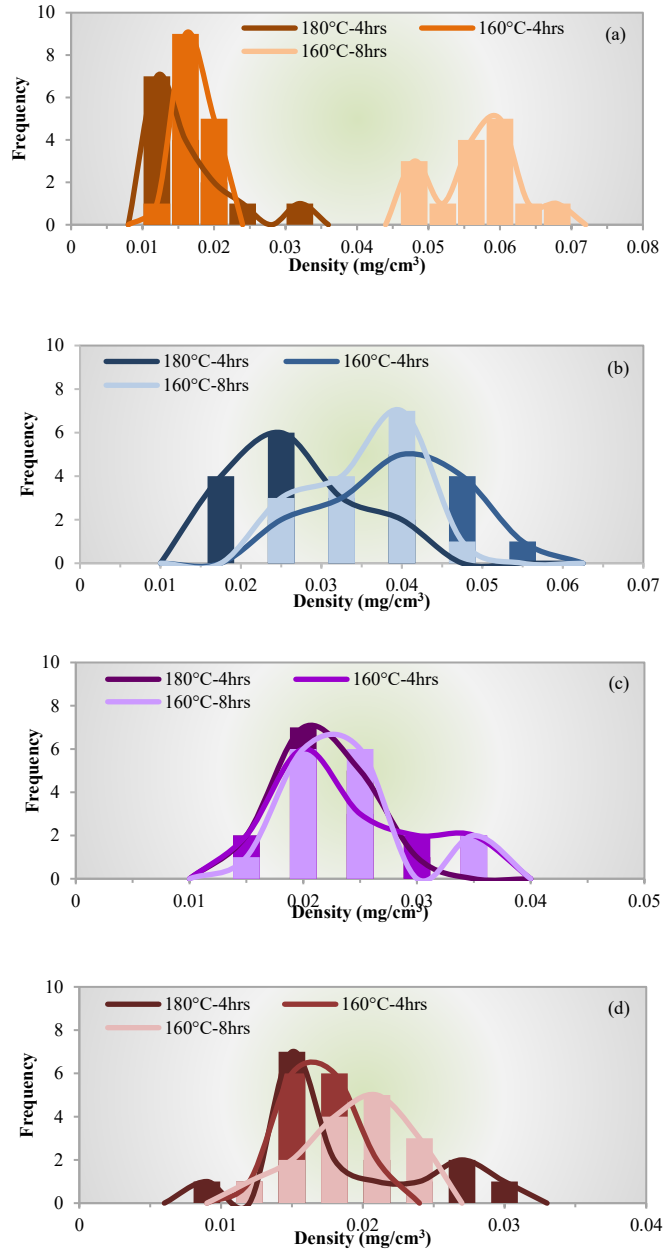 180°C-4hrs 160°C-4hrs (a)
160°C-8hrs
Frequency
10
8
6
4
2
0
0 0.01 0.02 0.03 0.04 0.05 0.06 0.07 0.08
Density (mg/cm³)
180°C-4hrs 160°C-4hrs (b)
160°C-8hrs
Frequency
10
8
6
4
2
0
0 0.01 0.02 0.03 0.04 0.05 0.06 0.07
Density (mg/cm³)
180°C-4hrs 160°C-4hrs (c)
160°C-8hrs
Frequency
10
8
6
4
2
0
0 0.01 0.02 0.03 0.04 0.05
Density (mg/cm³)
180°C-4hrs 160°C-4hrs (d)
160°C-8hrs
Frequency
10
8
6
4
2
0
0 0.01 0.02 0.03 0.04
Density (mg/cm³)